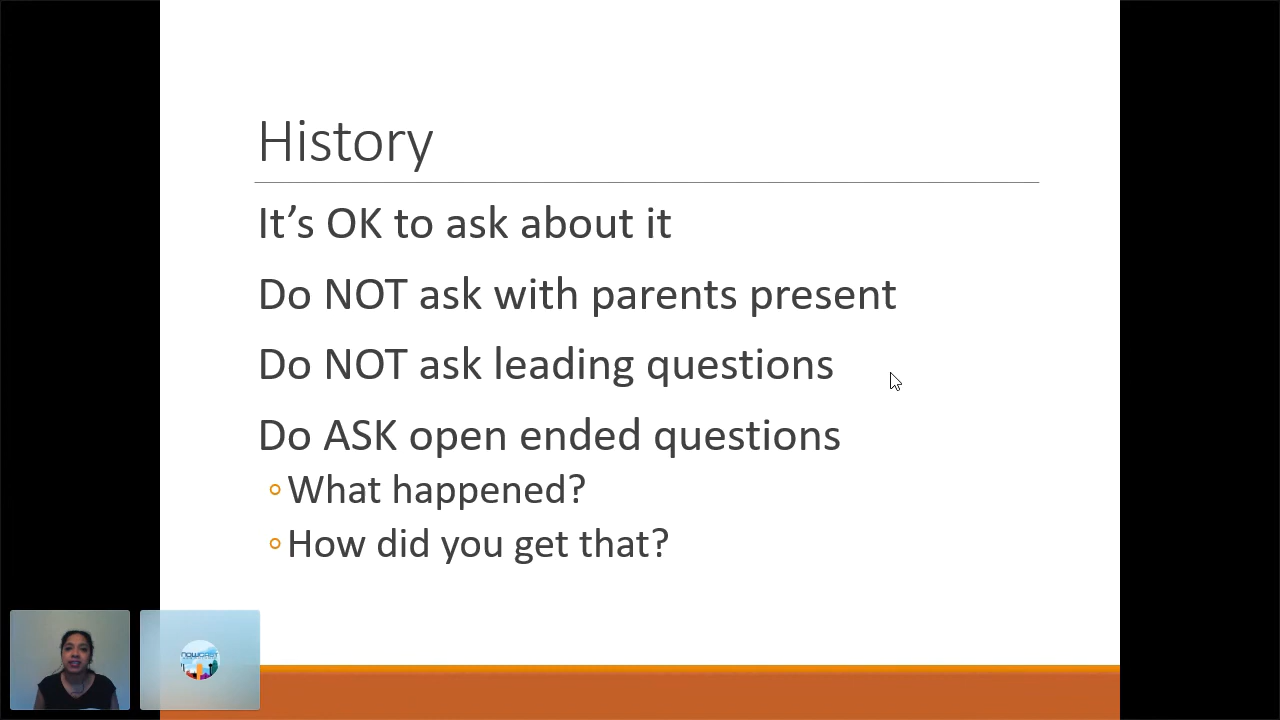 History
It's OK to ask about it
Do NOT ask with parents present
Do NOT ask leading questions
Do ASK open ended questions
What happened?
How did you get that?